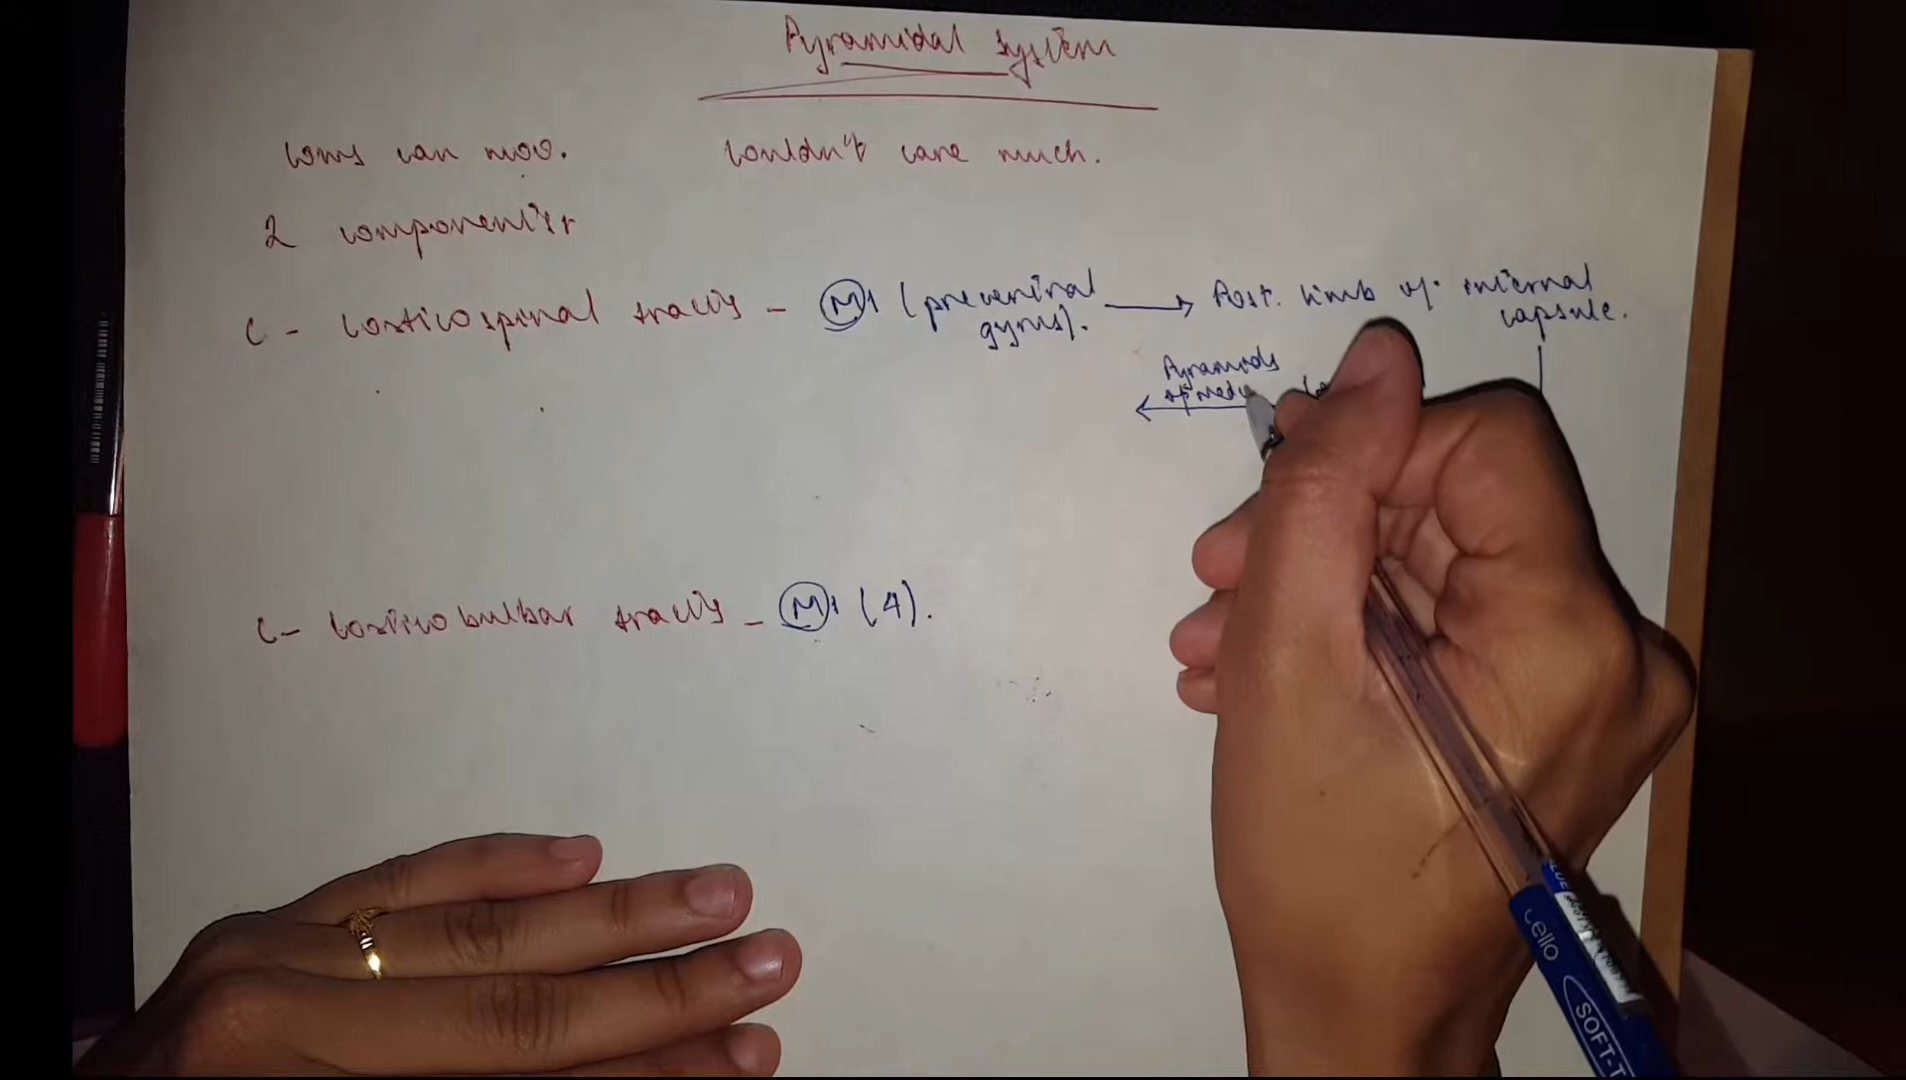 Pyramidal system
Cows can moo. Couldn't care much.
2 components
C - Corticospinal tracts - M1 (precentral gyrus). → Post. limb of internal capsule.
Pyramids
of medu
C - Corticobulbar tracts - M1 (4).
cello
SOFT-T